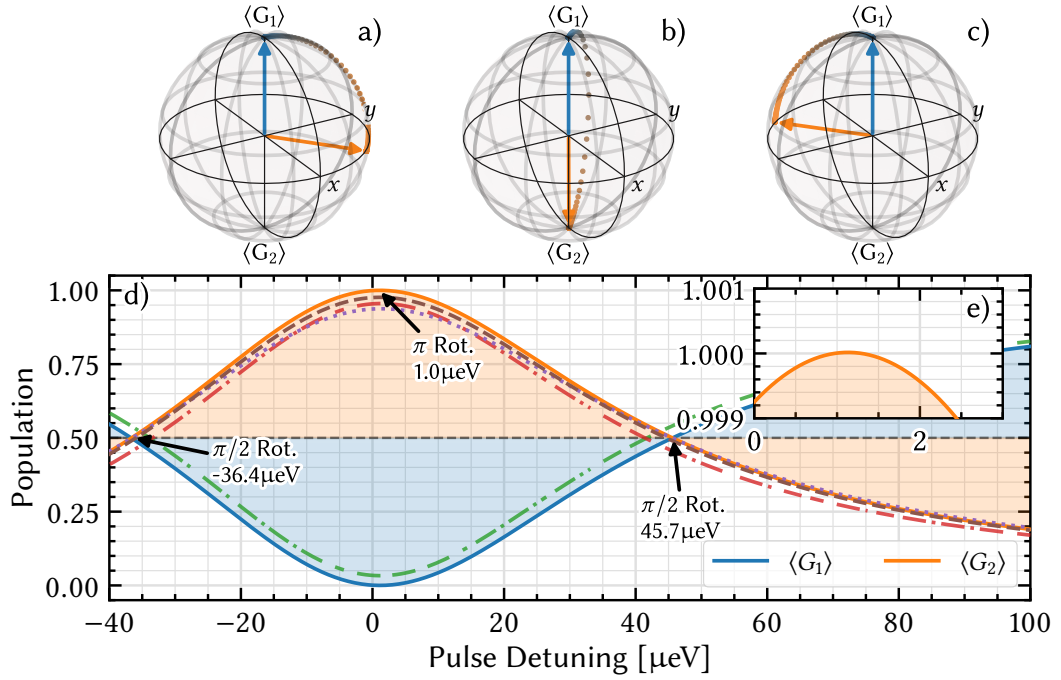 ⟨G₁⟩ a) ⟨G₁⟩ b) ⟨G₁⟩ c)
y y y
x x x
⟨G₂⟩ ⟨G₂⟩ ⟨G₂⟩
d)
π Rot.
1.0μeV
π/2 Rot.
-36.4μeV
π/2 Rot.
45.7μeV
e)
1.001
1.000
0.999
0 2
⟨G₁⟩ ⟨G₂⟩
1.00
0.75
0.50
0.25
0.00
Population
−40 −20 0 20 40 60 80 100
Pulse Detuning [μeV]